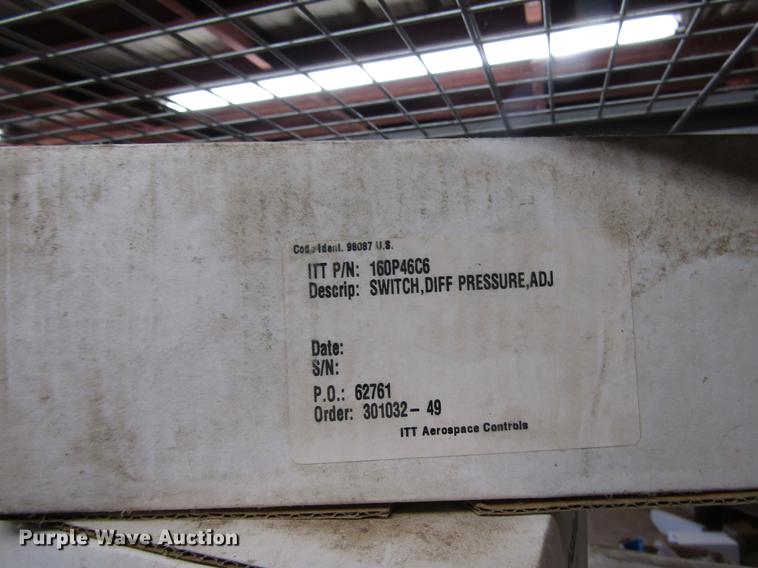 Code Ident. 98087 U.S.
ITT P/N: 160P46C6
Descrip: SWITCH,DIFF PRESSURE,ADJ
Date:
S/N:
P.O.: 62761
Order: 301032- 49
ITT Aerospace Controls
Purple Wave Auction